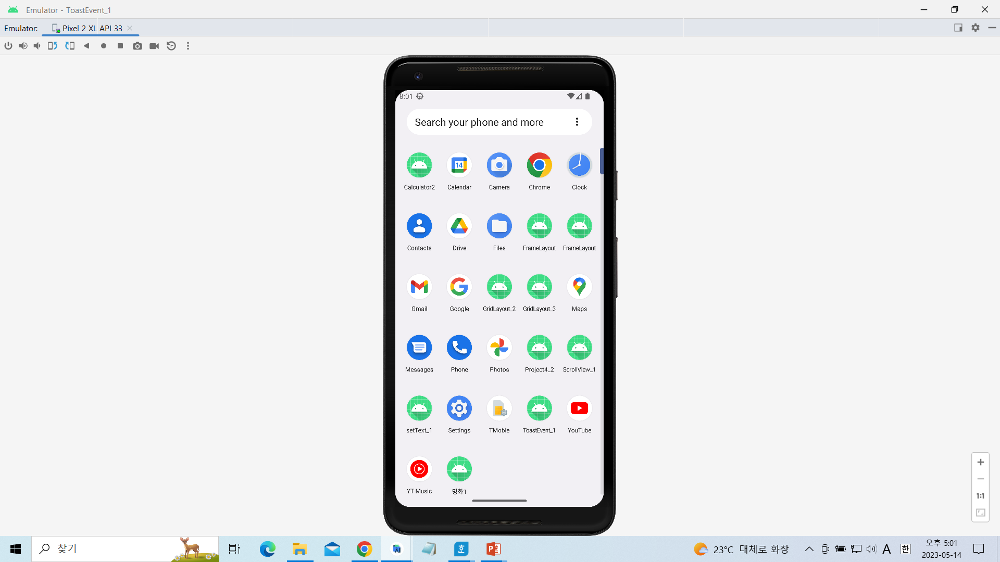 Emulator - ToastEvent_1
Emulator: Pixel 2 XL API 33
8:01
Search your phone and more
14
Calculator2 Calendar Camera Chrome Clock
Contacts Drive Files FrameLayout FrameLayout
Gmail Google GridLayout_2 GridLayout_3 Maps
Messages Phone Photos Project4_2 ScrollView_1
setText_1 Settings TMoble ToastEvent_1 YouTube
YT Music 명화1
1:1
찾기
23°C 대체로 화창
A
한
오후 5:01
2023-05-14